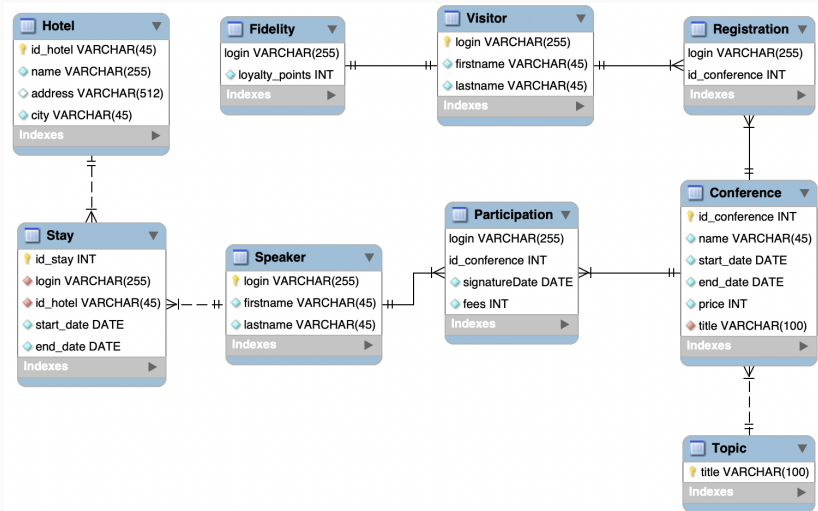 Hotel
id_hotel VARCHAR(45)
name VARCHAR(255)
address VARCHAR(512)
city VARCHAR(45)
Indexes
Fidelity
login VARCHAR(255)
loyalty_points INT
Indexes
Visitor
login VARCHAR(255)
firstname VARCHAR(45)
lastname VARCHAR(45)
Indexes
Registration
login VARCHAR(255)
id_conference INT
Indexes
Stay
id_stay INT
login VARCHAR(255)
id_hotel VARCHAR(45)
start_date DATE
end_date DATE
Indexes
Speaker
login VARCHAR(255)
firstname VARCHAR(45)
lastname VARCHAR(45)
Indexes
Participation
login VARCHAR(255)
id_conference INT
signatureDate DATE
fees INT
Indexes
Conference
id_conference INT
name VARCHAR(45)
start_date DATE
end_date DATE
price INT
title VARCHAR(100)
Indexes
Topic
title VARCHAR(100)
Indexes